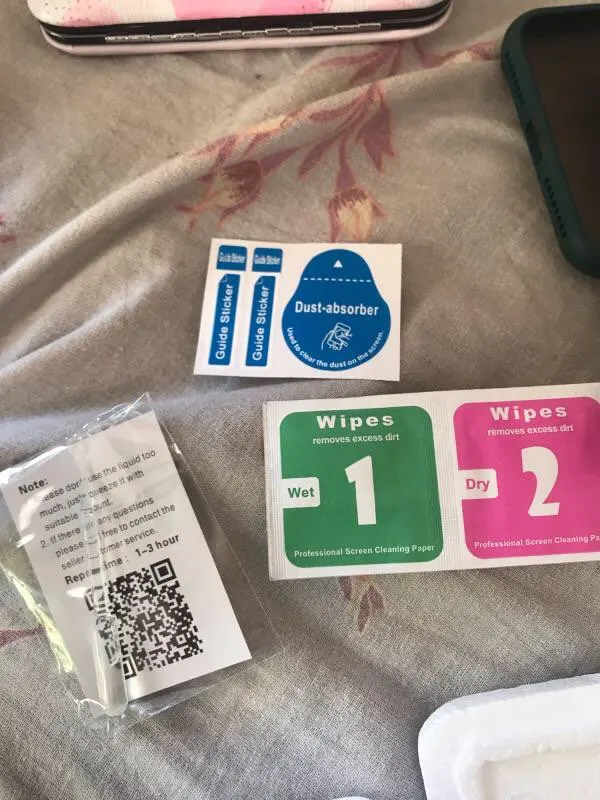 Guide Sticker
Guide Sticker
Guide Sticker
Guide Sticker
Dust-absorber
Used to clear the dust on the screen.
Wipes
removes excess dirt
Wet
1
Professional Screen Cleaning Paper
Wipes
removes excess dirt
Dry
2
Professional Screen Cleaning Pa
Note:
use the liquid too
much, just squeeze it with
suitable
2. If there any questions
please free to contact the
seller service.
1-3 hour